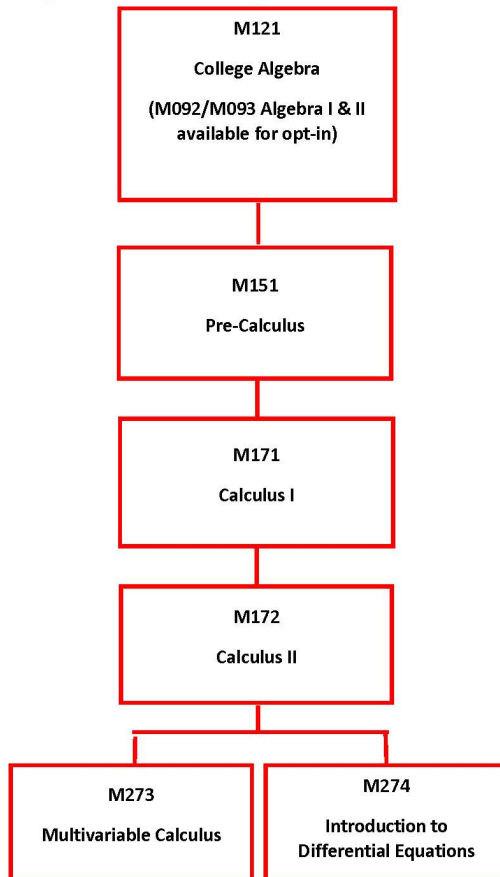 M121
College Algebra
(M092/M093 Algebra I & II
available for opt-in)
M151
Pre-Calculus
M171
Calculus I
M172
Calculus II
M273
Multivariable Calculus
M274
Introduction to
Differential Equations